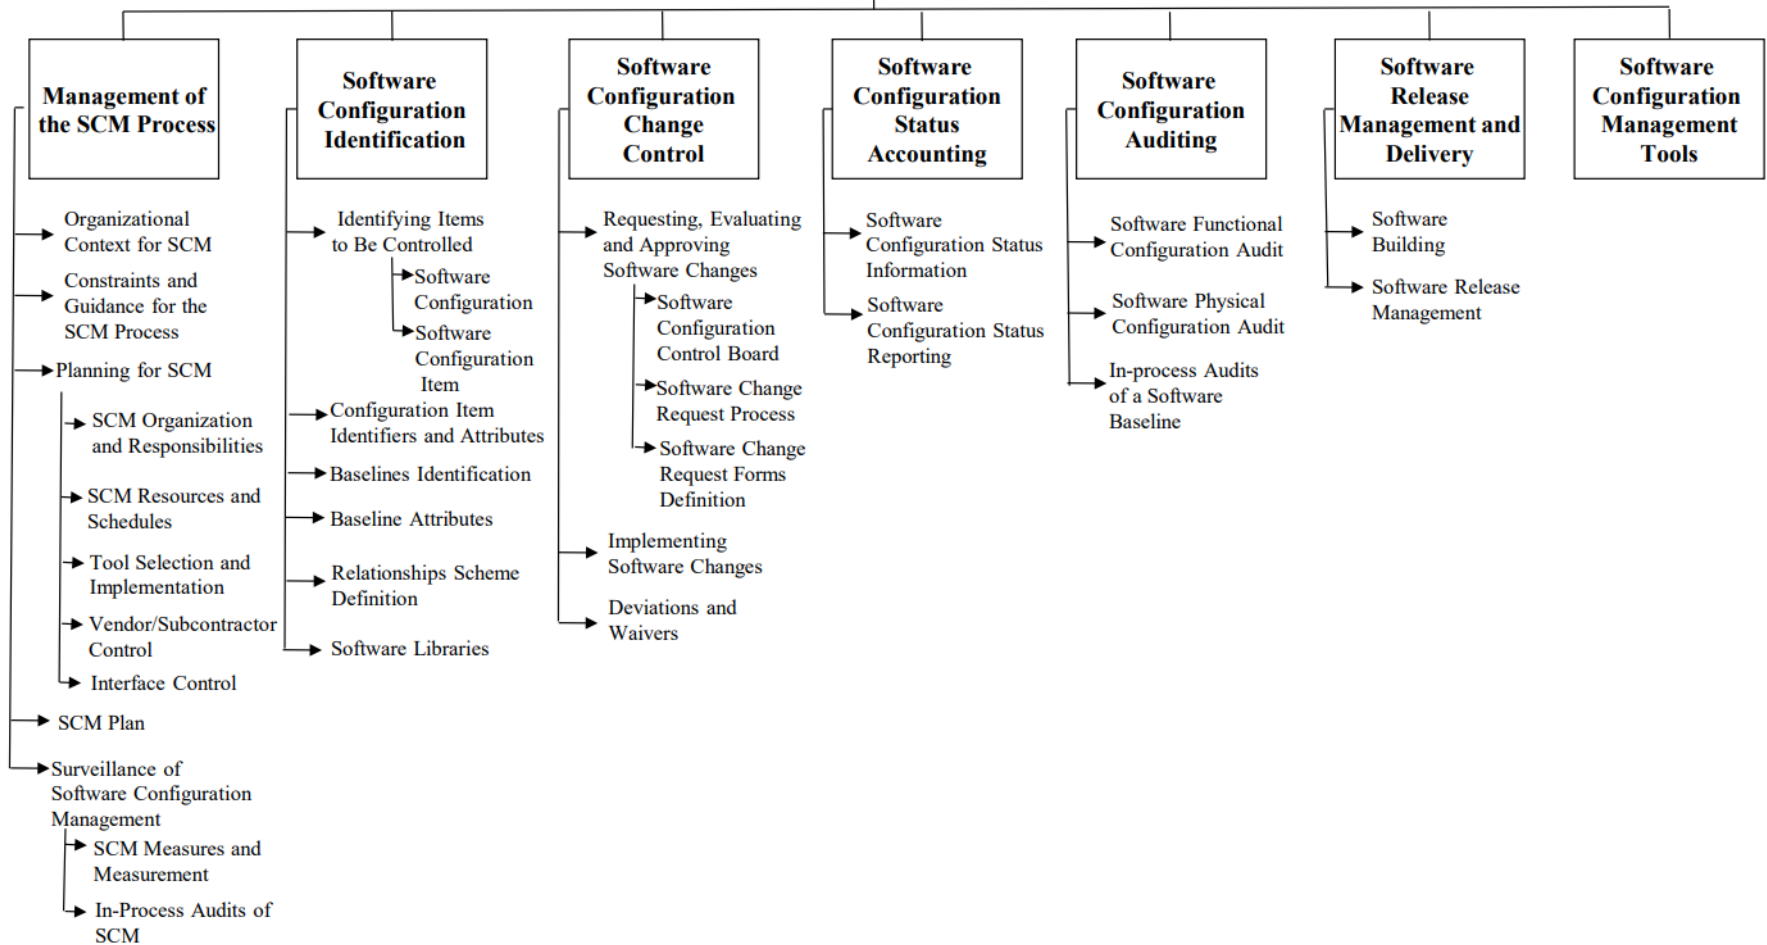 Management of
the SCM Process
Organizational
Context for SCM
Constraints and
Guidance for the
SCM Process
Planning for SCM
SCM Organization
and Responsibilities
SCM Resources and
Schedules
Tool Selection and
Implementation
Vendor/Subcontractor
Control
Interface Control
SCM Plan
Surveillance of
Software Configuration
Management
SCM Measures and
Measurement
In-Process Audits of
SCM
Software
Configuration
Identification
Identifying Items
to Be Controlled
Software
Configuration
Software
Configuration
Item
Configuration Item
Identifiers and Attributes
Baselines Identification
Baseline Attributes
Relationships Scheme
Definition
Software Libraries
Software
Configuration
Change
Control
Requesting, Evaluating
and Approving
Software Changes
Software
Configuration
Control Board
Software Change
Request Process
Software Change
Request Forms
Definition
Implementing
Software Changes
Deviations and
Waivers
Software
Configuration
Status
Accounting
Software
Configuration Status
Information
Software
Configuration Status
Reporting
Software
Configuration
Auditing
Software Functional
Configuration Audit
Software Physical
Configuration Audit
In-process Audits
of a Software
Baseline
Software
Release
Management and
Delivery
Software
Building
Software Release
Management
Software
Configuration
Management
Tools